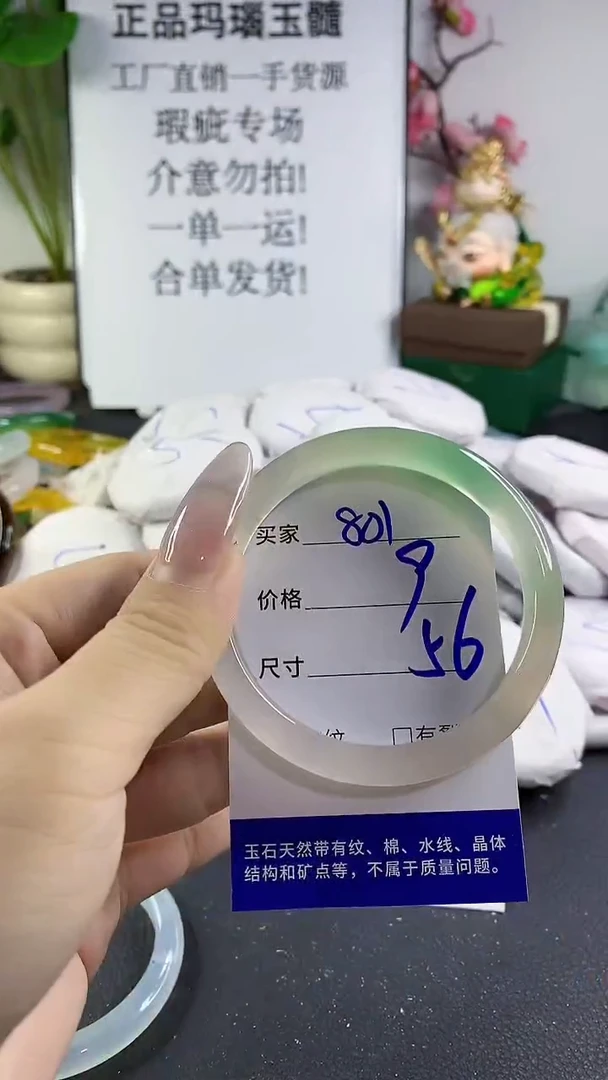 正品玛瑙玉髓
工厂直销一手货源
瑕疵专场
介意勿拍!
一单一运!
合单发货!
买家 801
价格 9
尺寸 56
纹 □有裂
玉石天然带有纹、棉、水线、晶体
结构和矿点等，不属于质量问题。